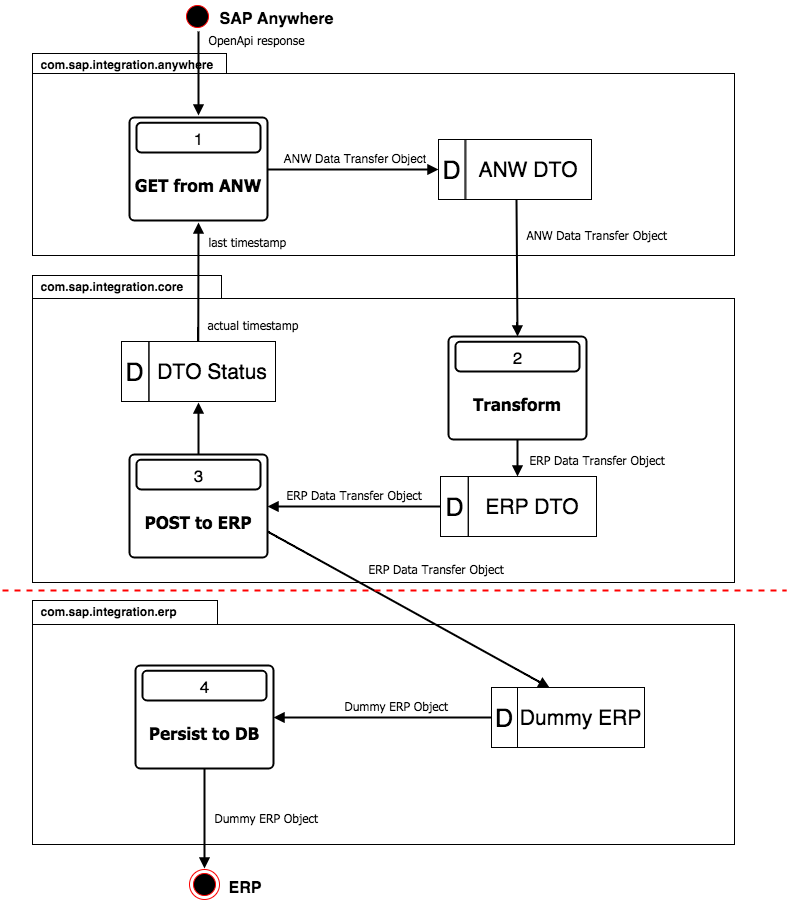 SAP Anywhere
OpenApi response
com.sap.integration.anywhere
1
GET from ANW
ANW Data Transfer Object
D
ANW DTO
last timestamp
ANW Data Transfer Object
com.sap.integration.core
actual timestamp
D
DTO Status
2
Transform
3
POST to ERP
ERP Data Transfer Object
ERP Data Transfer Object
D
ERP DTO
ERP Data Transfer Object
com.sap.integration.erp
4
Persist to DB
Dummy ERP Object
D
Dummy ERP
Dummy ERP Object
ERP